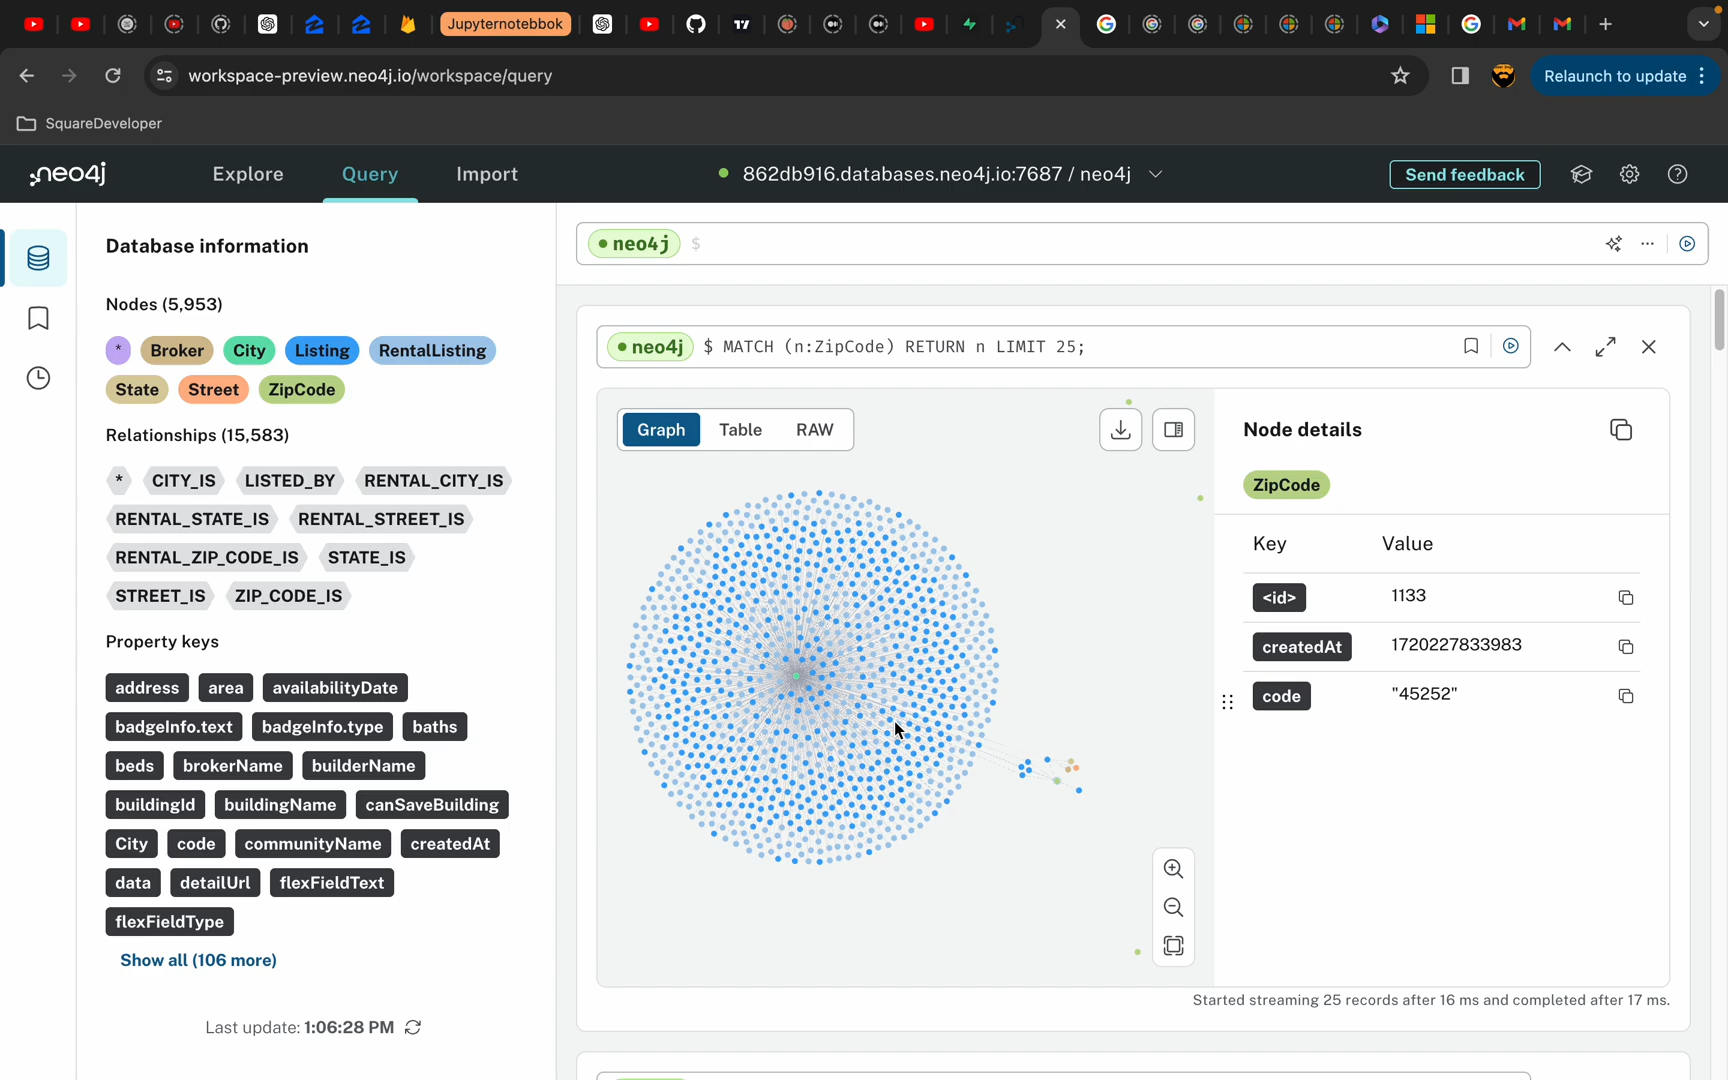 Jupyternotebbok
workspace-preview.neo4j.io/workspace/query
Relaunch to update
SquareDeveloper
neo4j
Explore
Query
Import
862db916.databases.neo4j.io:7687 / neo4j
Send feedback
Database information
Nodes (5,953)
* Broker City Listing RentalListing
State Street ZipCode
Relationships (15,583)
* CITY_IS LISTED_BY RENTAL_CITY_IS
RENTAL_STATE_IS RENTAL_STREET_IS
RENTAL_ZIP_CODE_IS STATE_IS
STREET_IS ZIP_CODE_IS
Property keys
address area availabilityDate
badgeInfo.text badgeInfo.type baths
beds brokerName builderName
buildingId buildingName canSaveBuilding
City code communityName createdAt
data detailUrl flexFieldText
flexFieldType
Show all (106 more)
Last update: 1:06:28 PM
neo4j $
neo4j $ MATCH (n:ZipCode) RETURN n LIMIT 25;
Graph Table RAW
Node details
ZipCode
Key Value
<id> 1133
createdAt 1720227833983
code "45252"
Started streaming 25 records after 16 ms and completed after 17 ms.